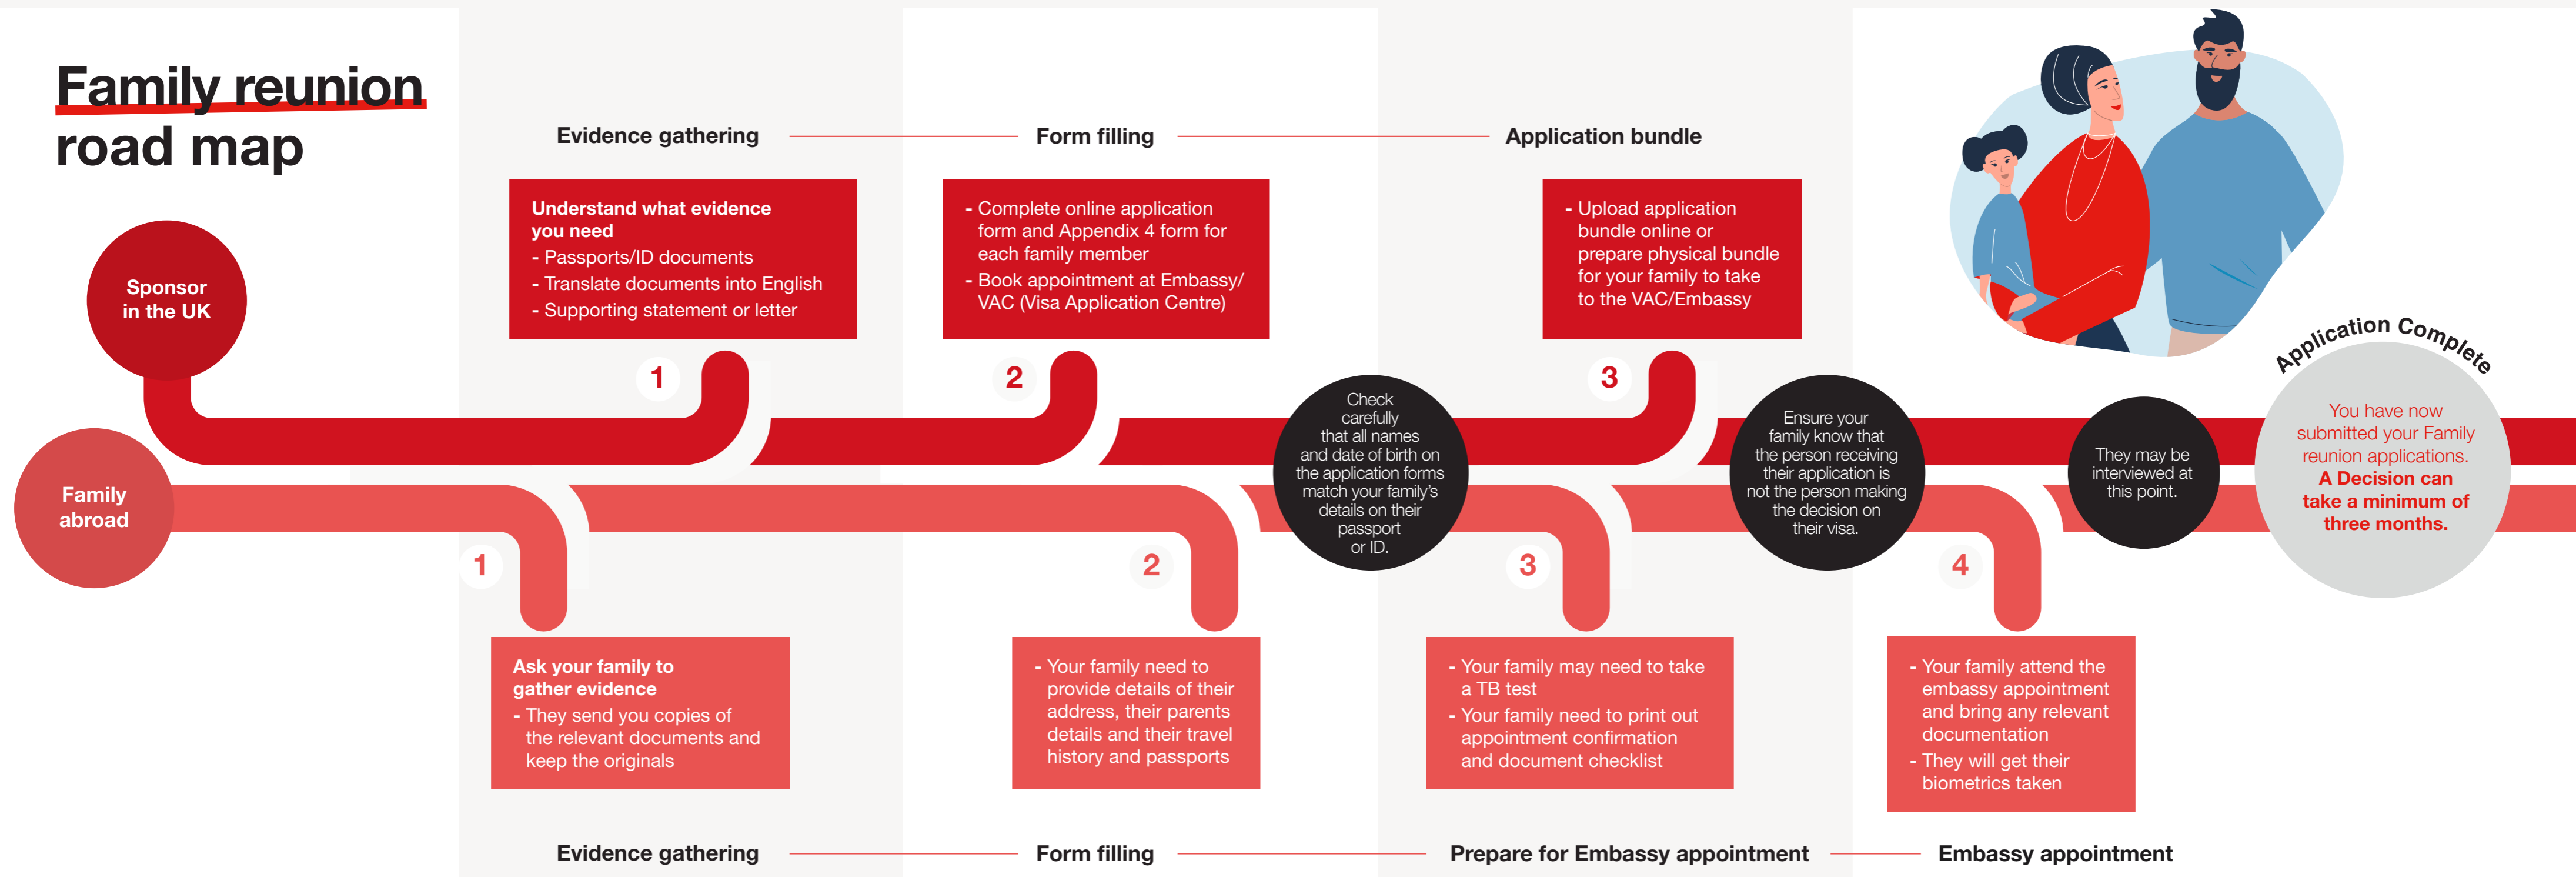 Family reunion
road map
Evidence gathering
Form filling
Application bundle
Sponsor
in the UK
Understand what evidence
you need
- Passports/ID documents
- Translate documents into English
- Supporting statement or letter
1
- Complete online application
form and Appendix 4 form for
each family member
- Book appointment at Embassy/
VAC (Visa Application Centre)
2
- Upload application
bundle online or
prepare physical bundle
for your family to take
to the VAC/Embassy
3
Family
abroad
1
Ask your family to
gather evidence
- They send you copies of
the relevant documents and
keep the originals
2
- Your family need to
provide details of their
address, their parents
details and their travel
history and passports
Check
carefully
that all names
and date of birth on
the application forms
match your family's
details on their
passport
or ID.
3
- Your family may need to take
a TB test
- Your family need to print out
appointment confirmation
and document checklist
Ensure your
family know that
the person receiving
their application is
not the person making
the decision on
their visa.
4
- Your family attend the
embassy appointment
and bring any relevant
documentation
- They will get their
biometrics taken
They may be
interviewed at
this point.
Application Complete
You have now
submitted your Family
reunion applications.
A Decision can
take a minimum of
three months.
Evidence gathering
Form filling
Prepare for Embassy appointment
Embassy appointment